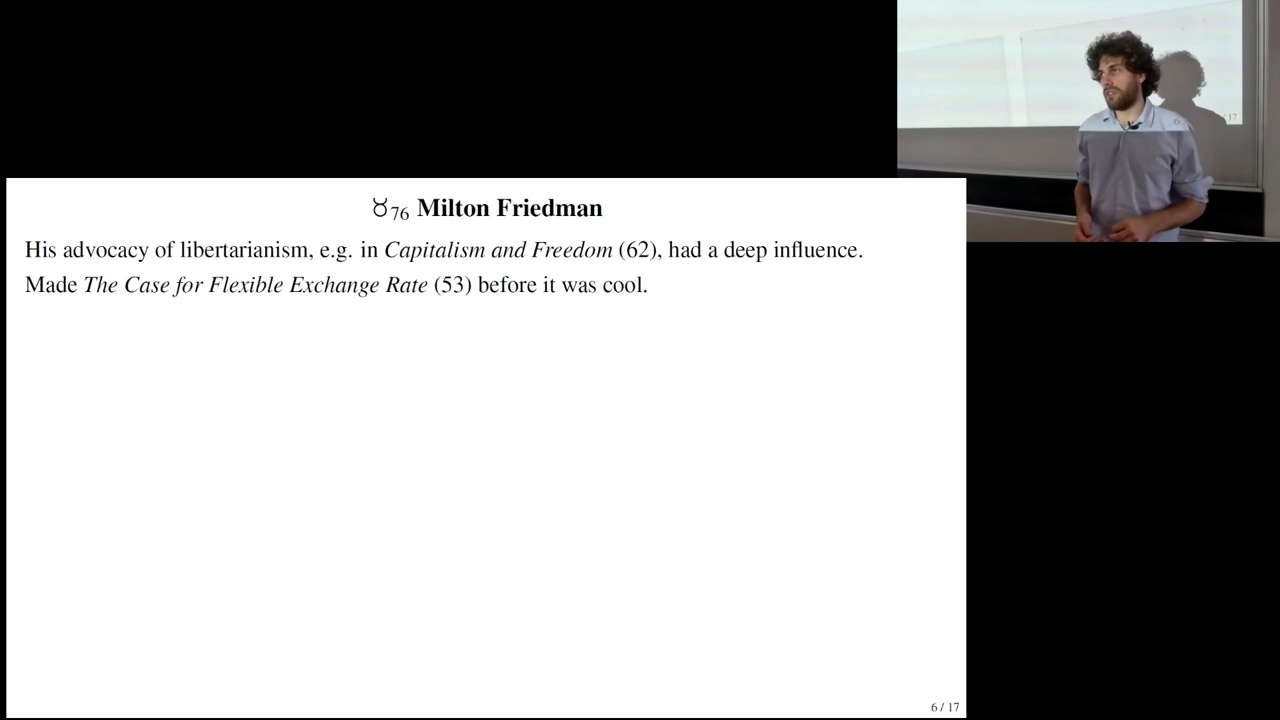 ♉76 Milton Friedman
His advocacy of libertarianism, e.g. in Capitalism and Freedom (62), had a deep influence.
Made The Case for Flexible Exchange Rate (53) before it was cool.
6 / 17
/ 17